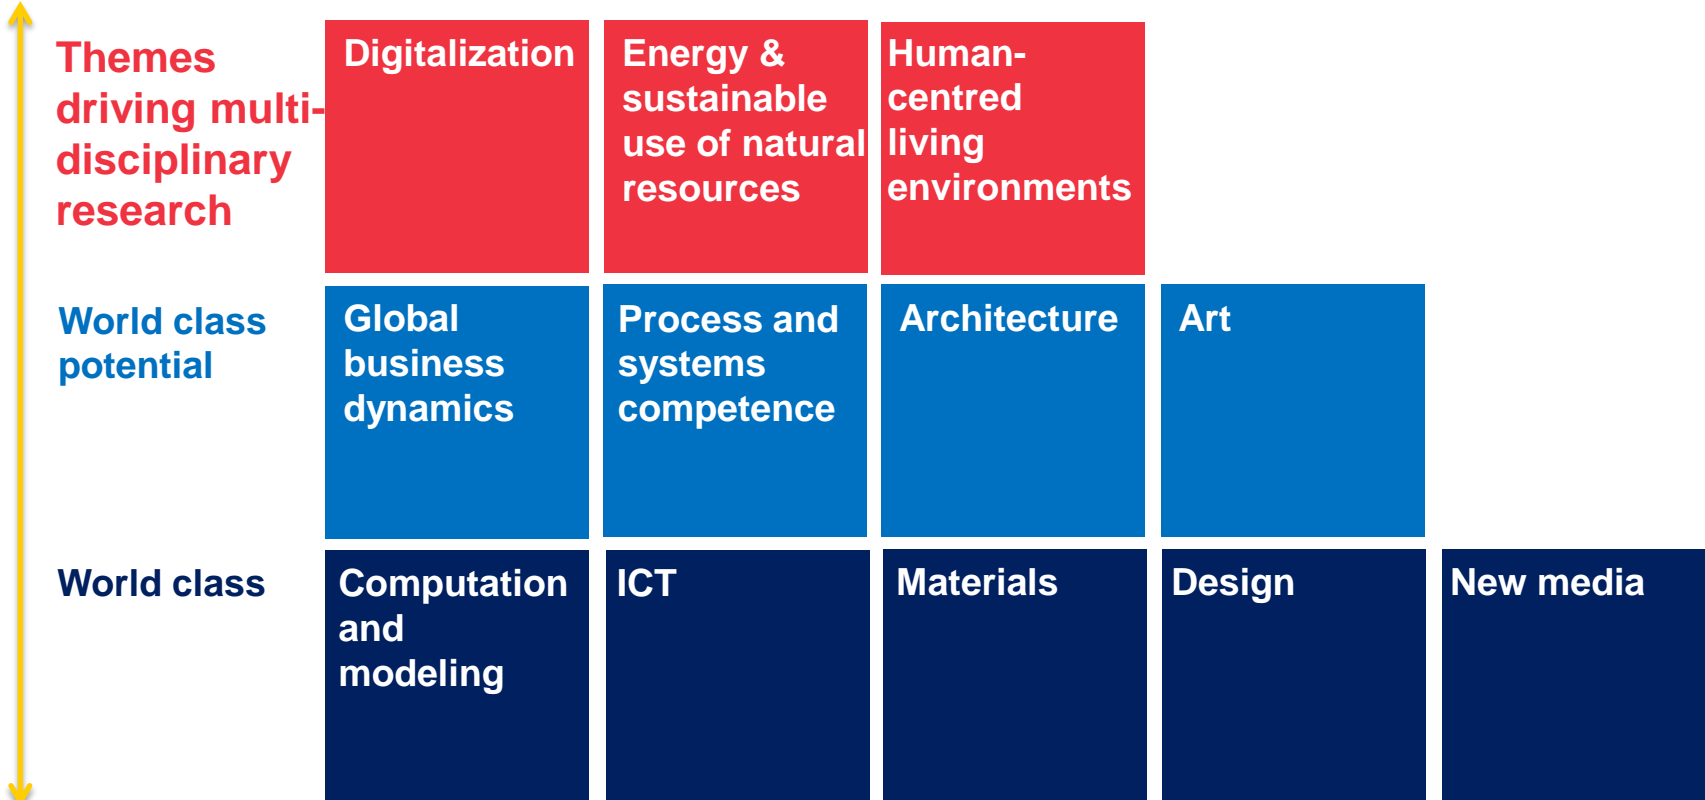 Themes
driving multi-
disciplinary
research
Digitalization
Energy &
sustainable
use of natural
resources
Human-
centred
living
environments
World class
potential
Global
business
dynamics
Process and
systems
competence
Architecture
Art
World class
Computation
and
modeling
ICT
Materials
Design
New media